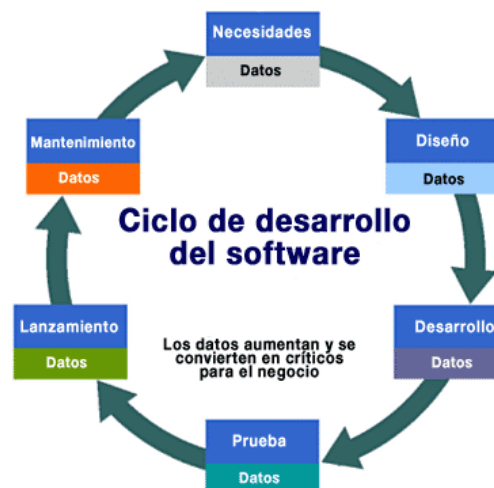 Necesidades
Datos
Diseño
Datos
Desarrollo
Datos
Prueba
Datos
Lanzamiento
Datos
Mantenimiento
Datos
Ciclo de desarrollo
del software
Los datos aumentan y se
convierten en críticos
para el negocio